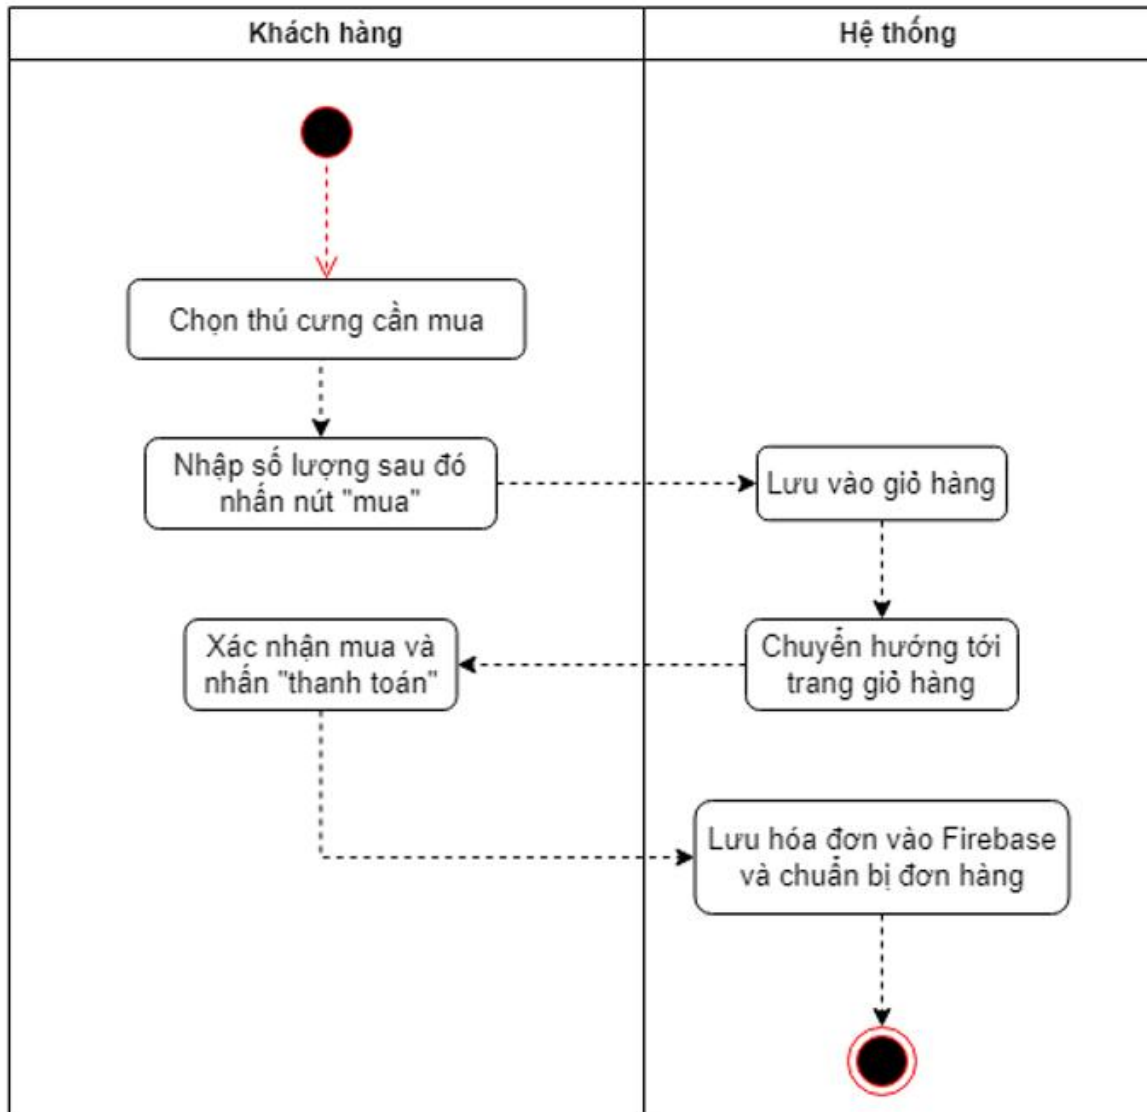 Khách hàng
Hệ thống
Chọn thú cưng cần mua
Nhập số lượng sau đó
nhấn nút "mua"
Lưu vào giỏ hàng
Chuyển hướng tới
trang giỏ hàng
Xác nhận mua và
nhấn "thanh toán"
Lưu hóa đơn vào Firebase
và chuẩn bị đơn hàng